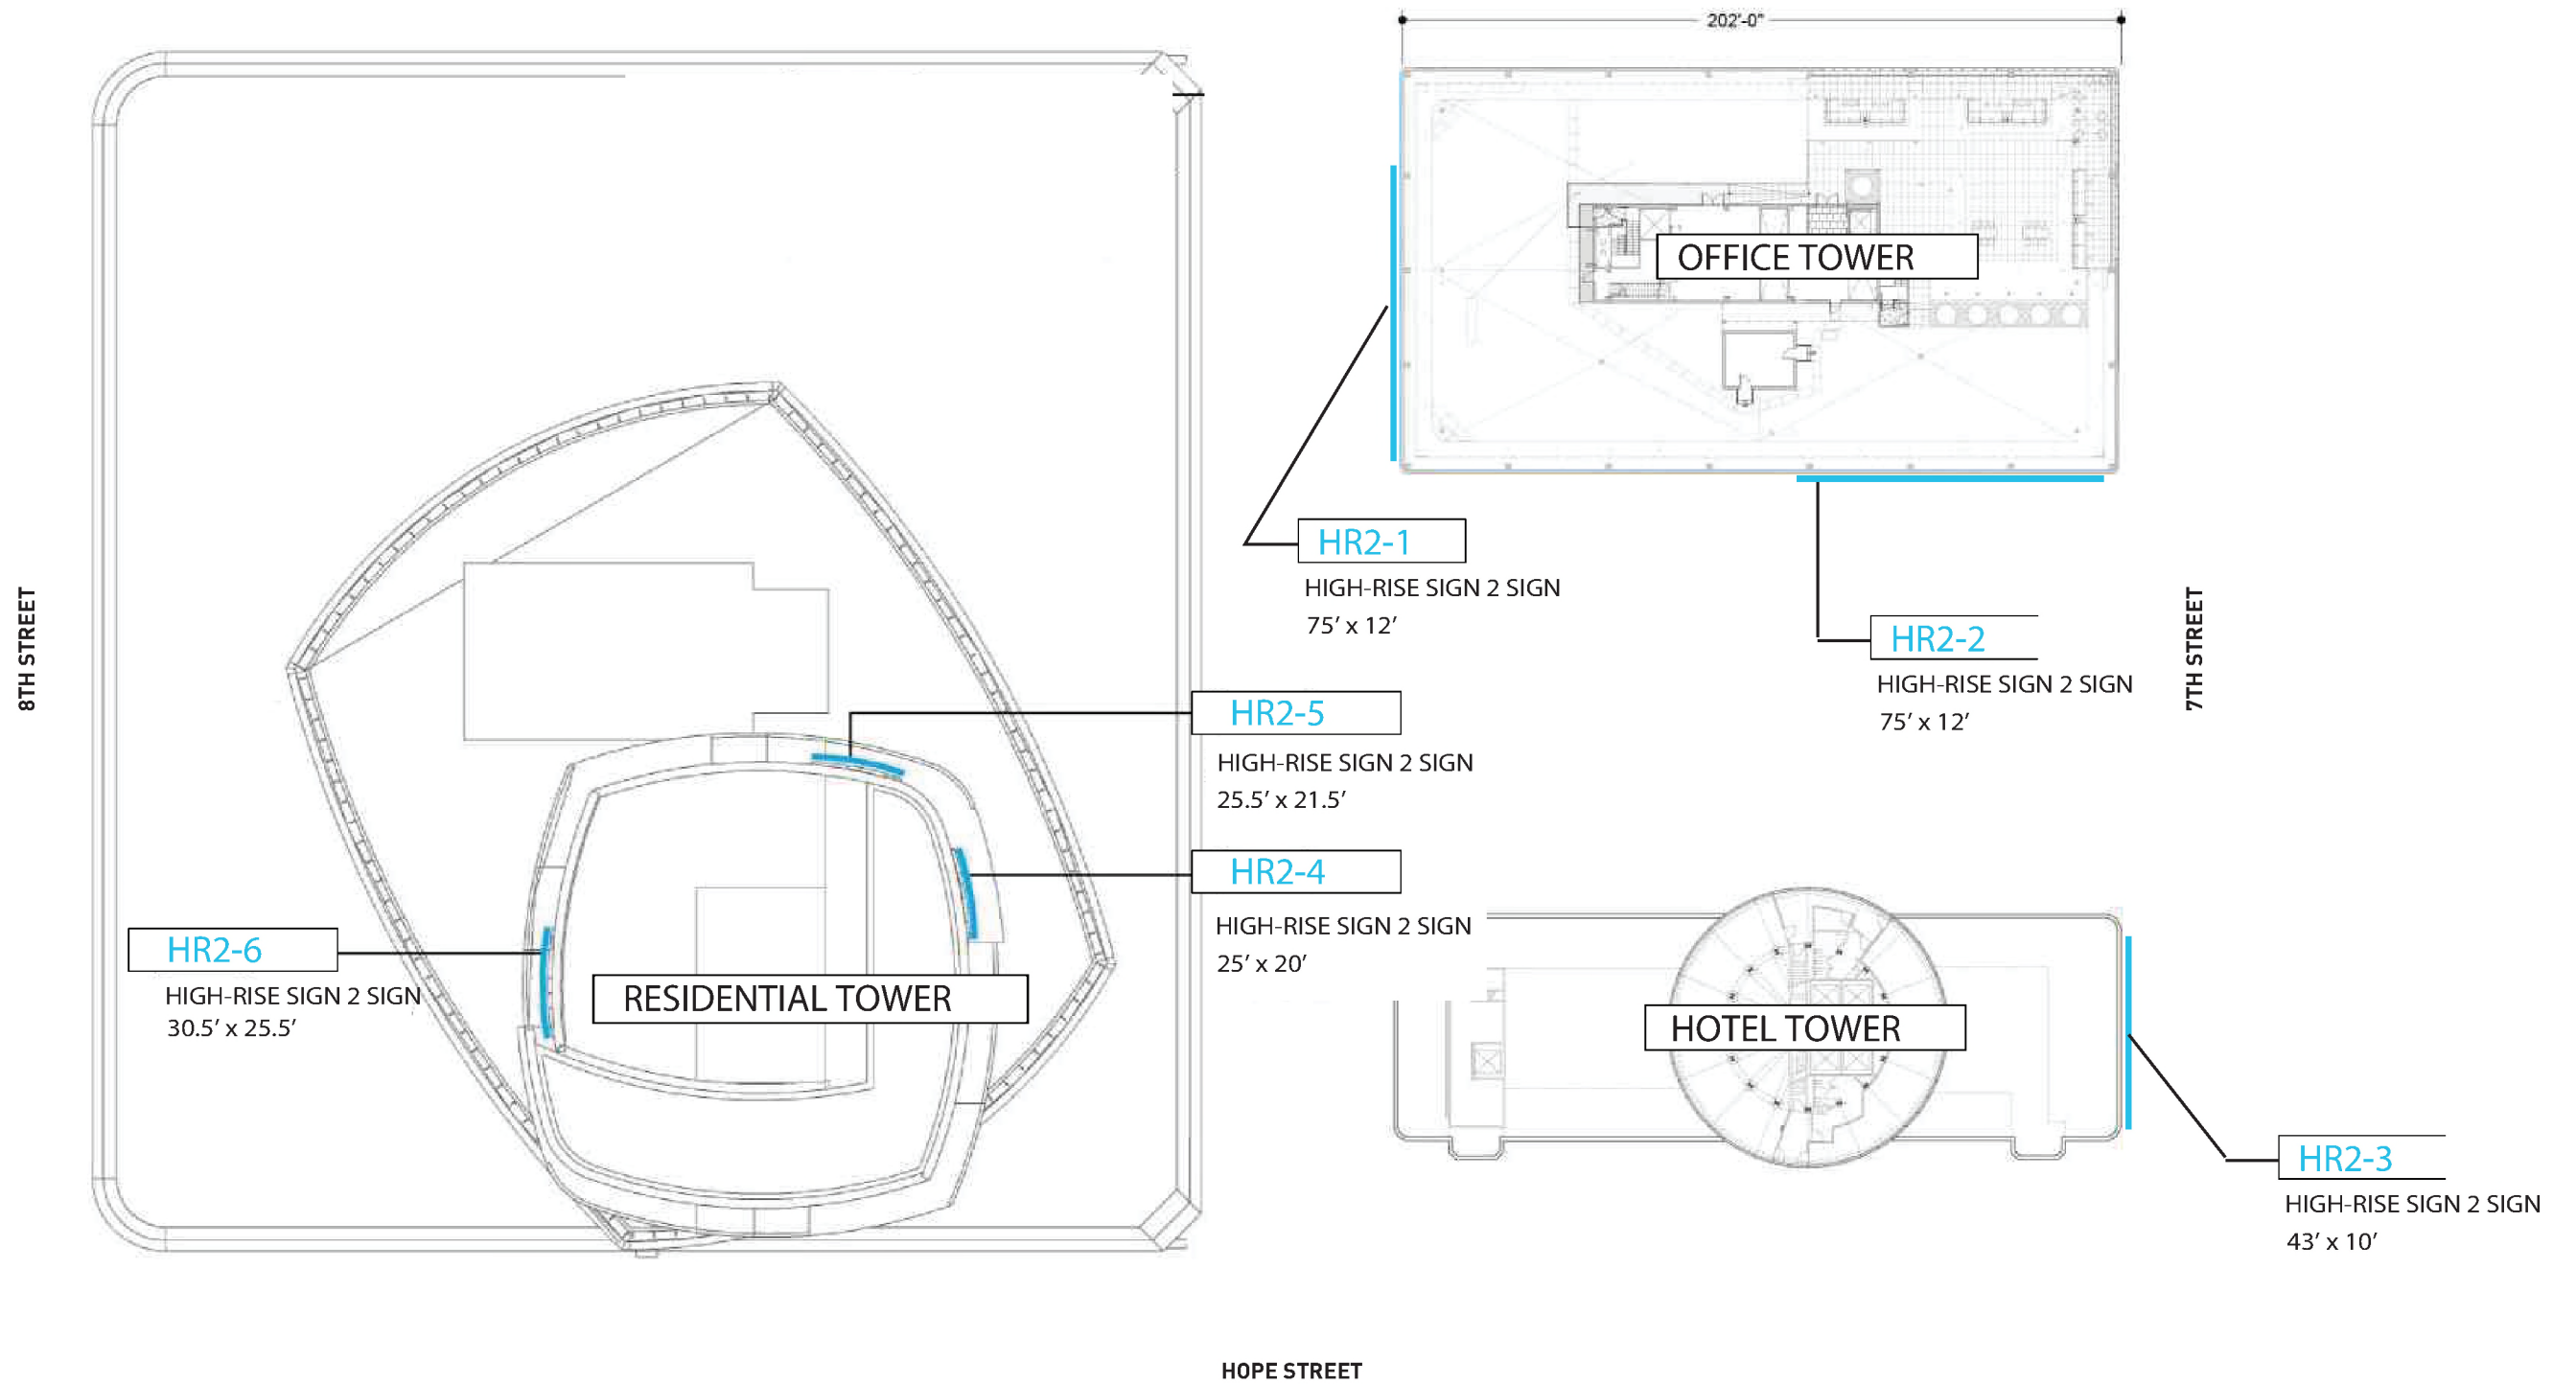 202'-0"
OFFICE TOWER
HR2-1
HIGH-RISE SIGN 2 SIGN
75’ x 12’
8TH STREET
7TH STREET
HR2-2
HIGH-RISE SIGN 2 SIGN
75’ x 12’
HR2-5
HIGH-RISE SIGN 2 SIGN
25.5’ x 21.5’
HR2-4
HIGH-RISE SIGN 2 SIGN
25’ x 20’
HR2-6
HIGH-RISE SIGN 2 SIGN
30.5’ x 25.5’
RESIDENTIAL TOWER
HOTEL TOWER
HR2-3
HIGH-RISE SIGN 2 SIGN
43’ x 10’
HOPE STREET